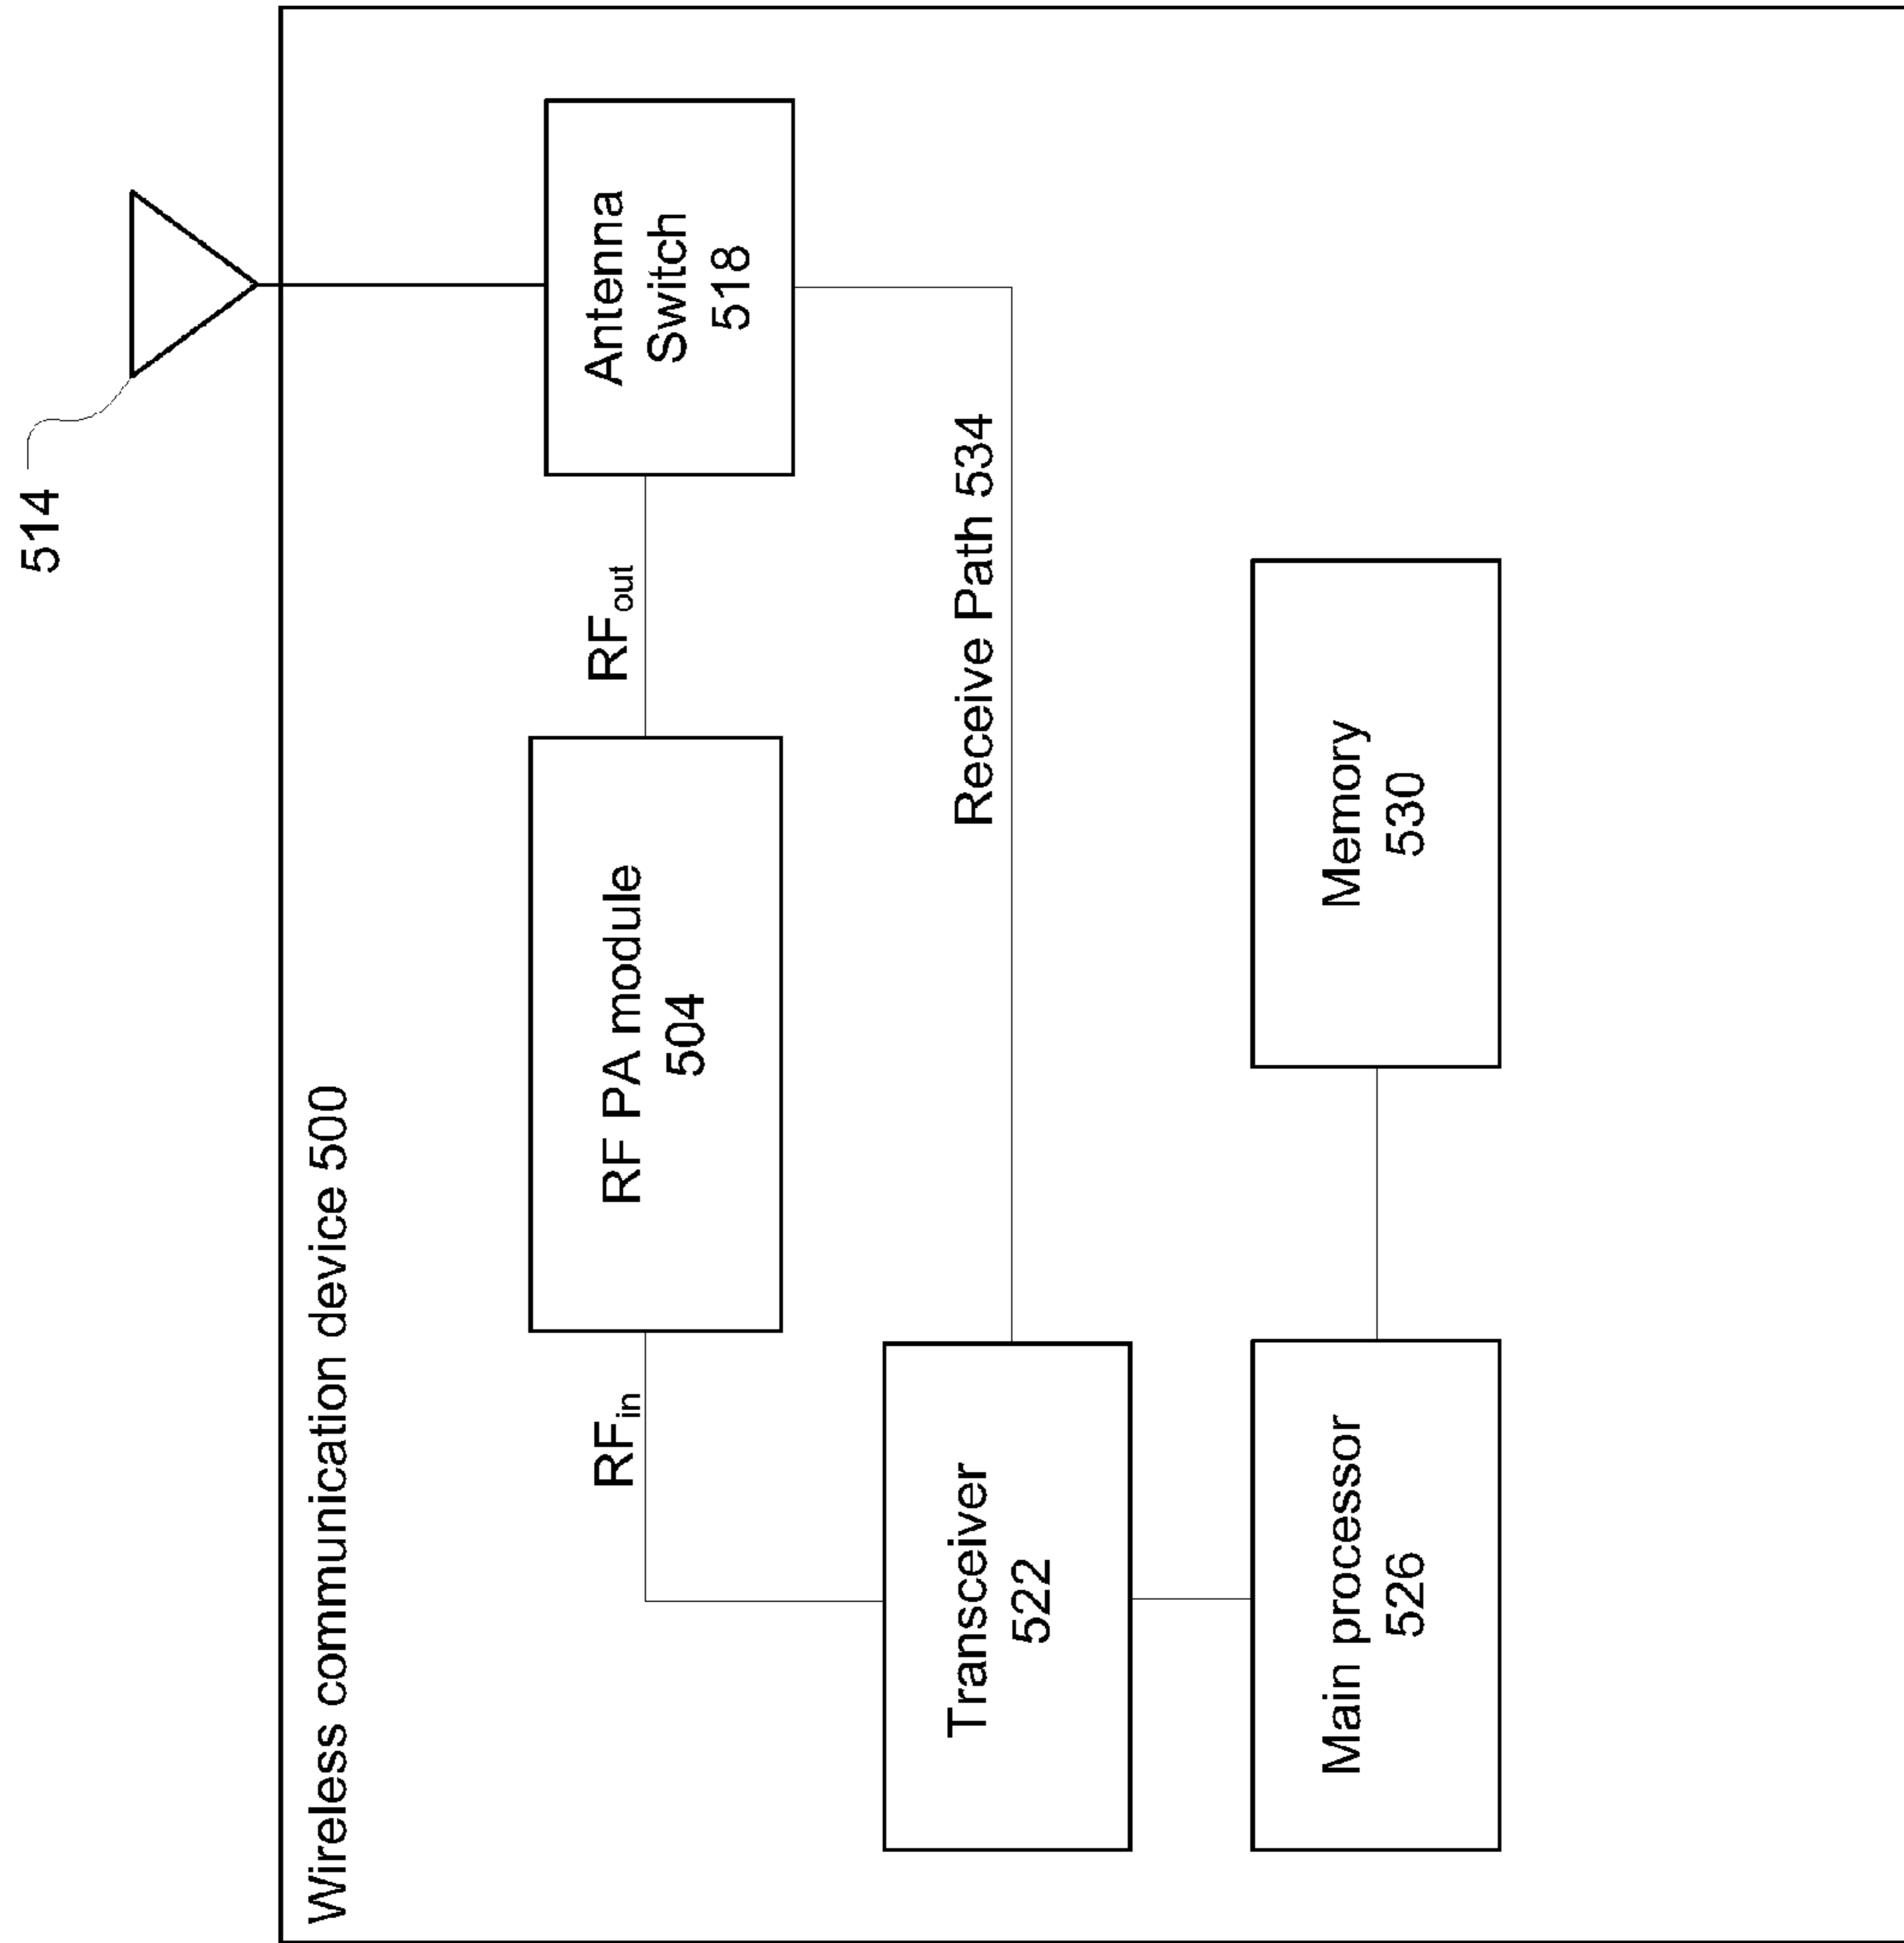 514
Wireless communication device 500
RF_in
RF PA module
504
RF_out
Antenna
Switch
518
Receive Path 534
Transceiver
522
Main processor
526
Memory
530